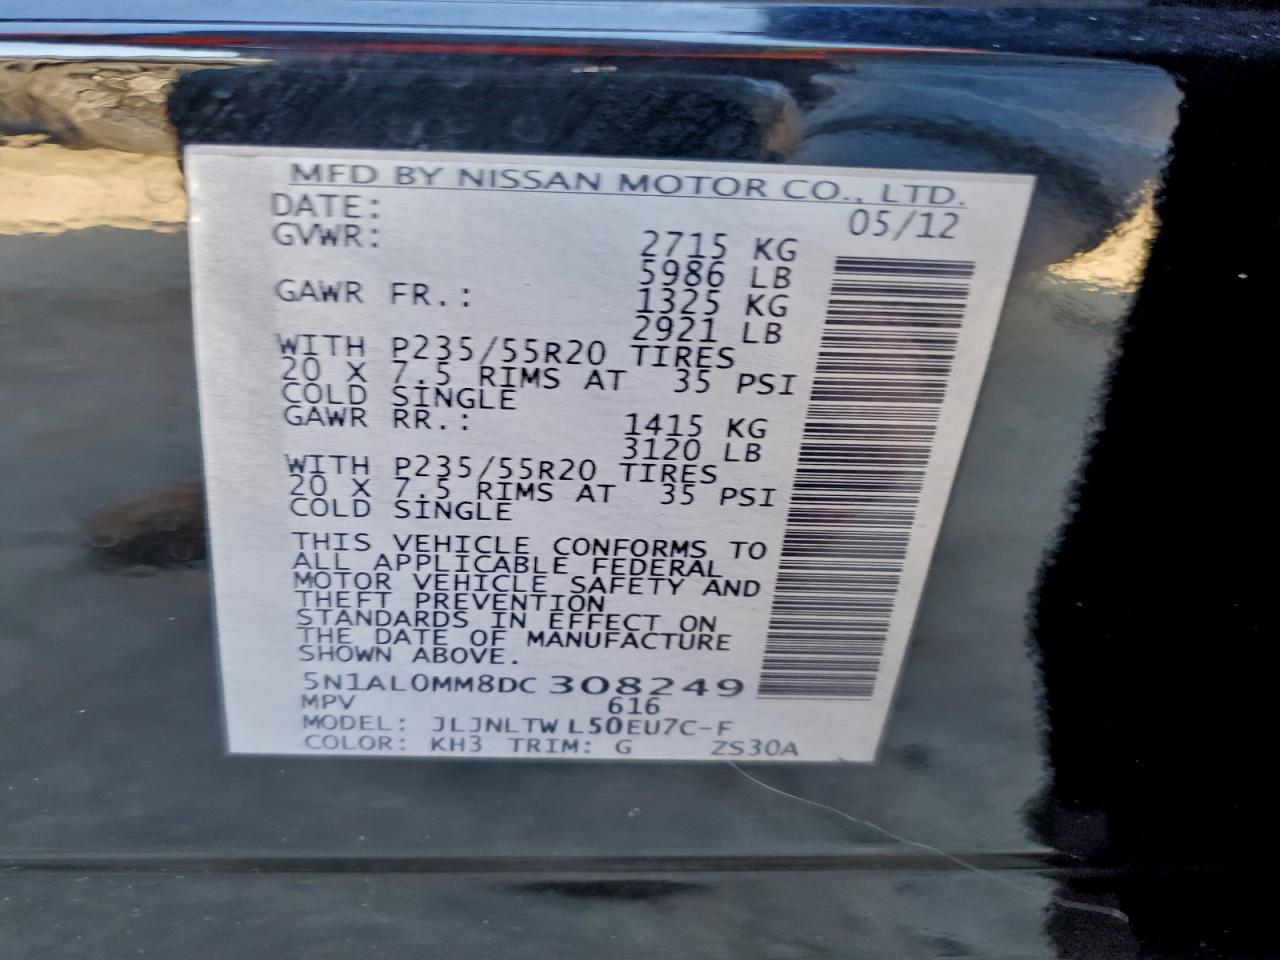 MFD BY NISSAN MOTOR CO., LTD.
DATE: 05/12
GVWR: 2715 KG
5986 LB
GAWR FR.: 1325 KG
2921 LB
WITH P235/55R20 TIRES
20 X 7.5 RIMS AT 35 PSI
COLD SINGLE
GAWR RR.: 1415 KG
3120 LB
WITH P235/55R20 TIRES
20 X 7.5 RIMS AT 35 PSI
COLD SINGLE
THIS VEHICLE CONFORMS TO
ALL APPLICABLE FEDERAL
MOTOR VEHICLE SAFETY AND
THEFT PREVENTION
STANDARDS IN EFFECT ON
THE DATE OF MANUFACTURE
SHOWN ABOVE.
5N1AL0MM8DC 308249
MPV 616
MODEL: JLJNLTW L50EU7C-F
COLOR: KH3 TRIM: G ZS30A